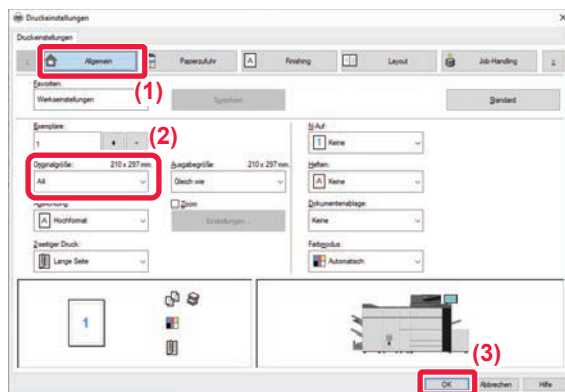 Druckeinstellungen
Druckeinstellungen
Allgemein Papierzufuhr Finishing Layout Job-Handling
(1)
Favoriten:
Werkseinstellungen Speichern Standard
Exemplare: (2) N-Auf:
1 + - 1 Keine
Originalgröße: 210 x 297 mm Ausgabegröße: 210 x 297 mm Heften:
A4 Gleich wie A Keine
Zoom Dokumentenablage:
A Hochformat Einstellungen... Keine
2-seitiger Druck: Farbmodus:
Lange Seite Automatisch
1
(3)
OK Abbrechen Hilfe